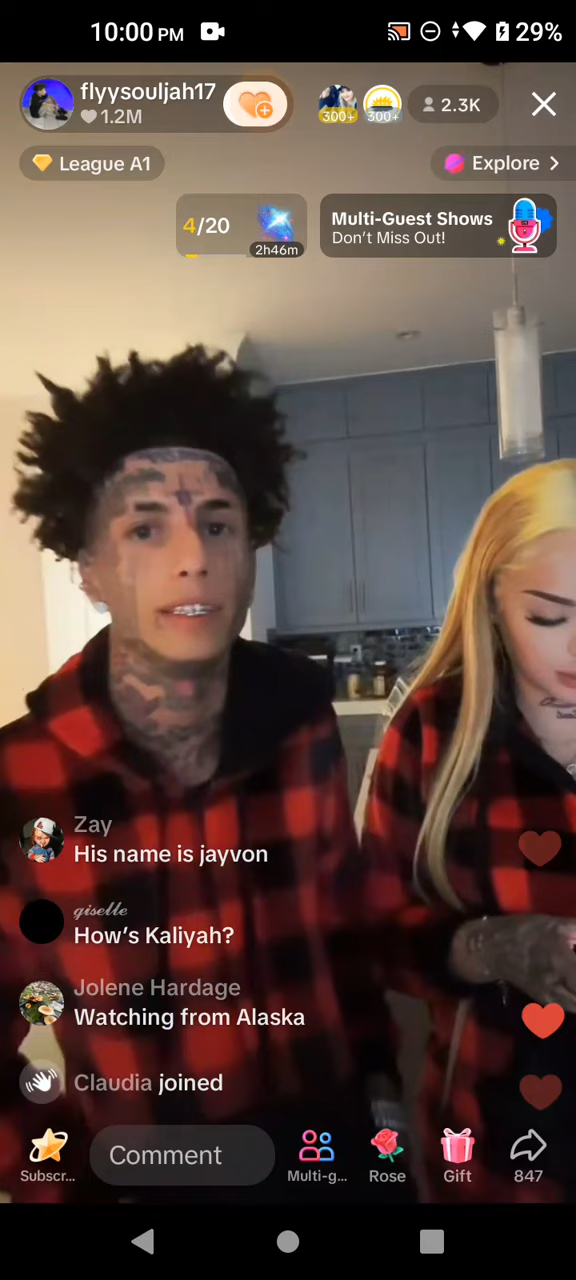 10:00 PM
29%
flyysouljah17
1.2M
300+
300+
2.3K
League A1
Explore >
4/20
2h46m
Multi-Guest Shows
Don't Miss Out!
Zay
His name is jayvon
giselle
How's Kaliyah?
Jolene Hardage
Watching from Alaska
Claudia joined
Comment
Subscr...
Multi-g...
Rose
Gift
847